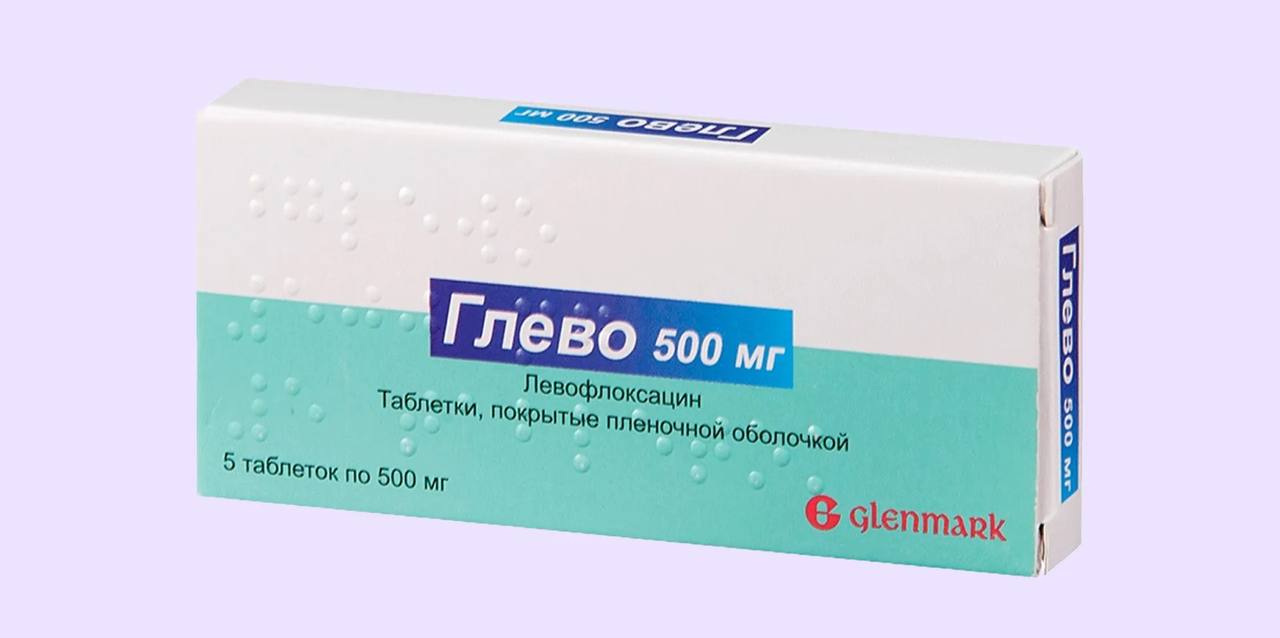 Глево 500 мг
Глево 500 мг
Левофлоксацин
Таблетки, покрытые пленочной оболочкой
5 таблеток по 500 мг
glenmark
Глево 500 мг